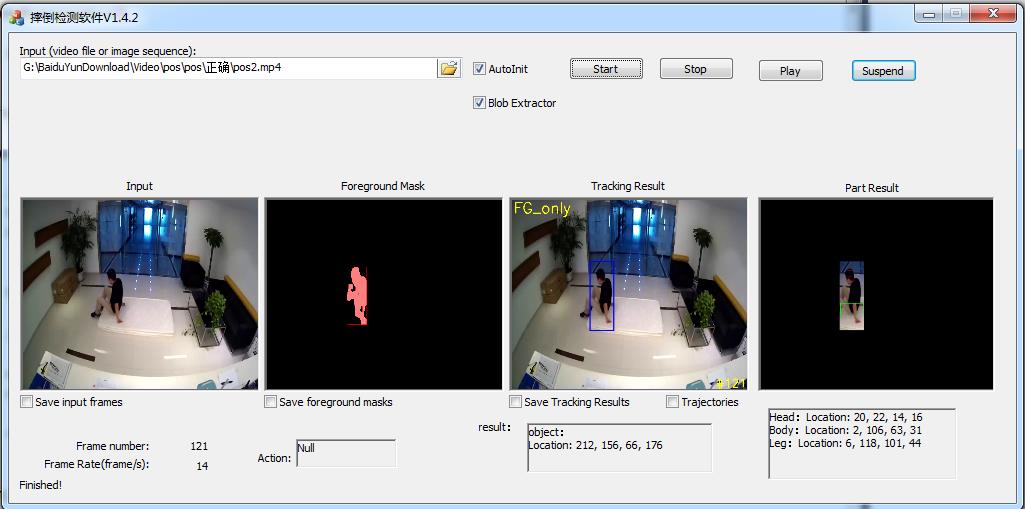 摔倒检测软件V1.4.2
Input (video file or image sequence):
G:\BaiduYunDownload\Video\pos\pos\正确\pos2.mp4
AutoInit
Start
Stop
Play
Suspend
Blob Extractor
Input
Foreground Mask
Tracking Result
Part Result
FG_only
#121
Save input frames
Save foreground masks
Save Tracking Results
Trajectories
Frame number: 121
Frame Rate(frame/s): 14
Finished!
Action:
Null
result:
object:
Location: 212, 156, 66, 176
Head: Location: 20, 22, 14, 16
Body: Location: 2, 106, 63, 31
Leg: Location: 6, 118, 101, 44